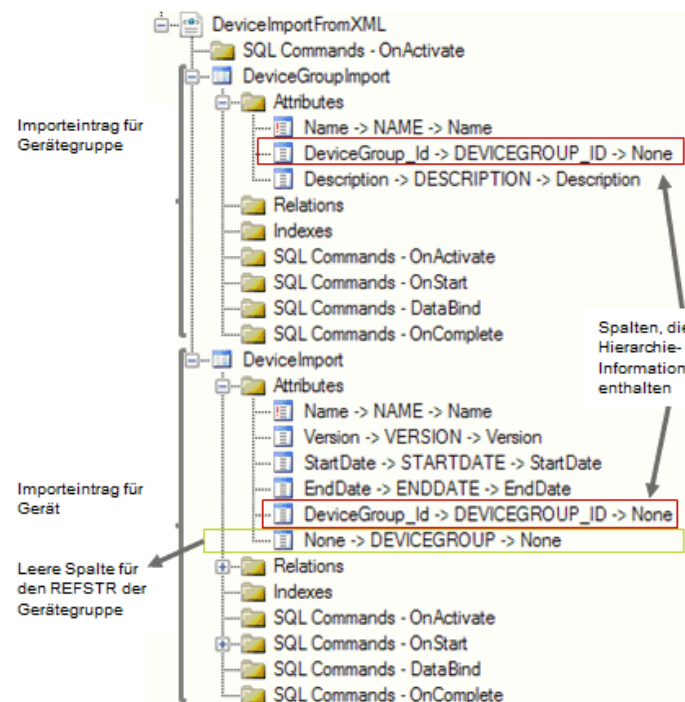 DeviceImportFromXML
SQL Commands - OnActivate
DeviceGroupImport
Attributes
Importeintrag für
Gerätegruppe
Name -> NAME -> Name
DeviceGroup_Id -> DEVICEGROUP_ID -> None
Description -> DESCRIPTION -> Description
Relations
Indexes
SQL Commands - OnActivate
SQL Commands - OnStart
SQL Commands - DataBind
SQL Commands - OnComplete
Spalten, die
Hierarchie-
Information
enthalten
DeviceImport
Attributes
Name -> NAME -> Name
Version -> VERSION -> Version
StartDate -> STARTDATE -> StartDate
EndDate -> ENDDATE -> EndDate
Importeintrag für
Gerät
DeviceGroup_Id -> DEVICEGROUP_ID -> None
None -> DEVICEGROUP -> None
Leere Spalte für
den REFSTR der
Gerätegruppe
Relations
Indexes
SQL Commands - OnActivate
SQL Commands - OnStart
SQL Commands - DataBind
SQL Commands - OnComplete